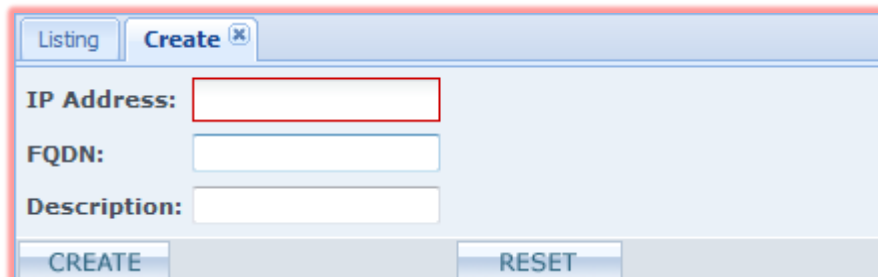 Listing Create
IP Address:
FQDN:
Description:
CREATE RESET